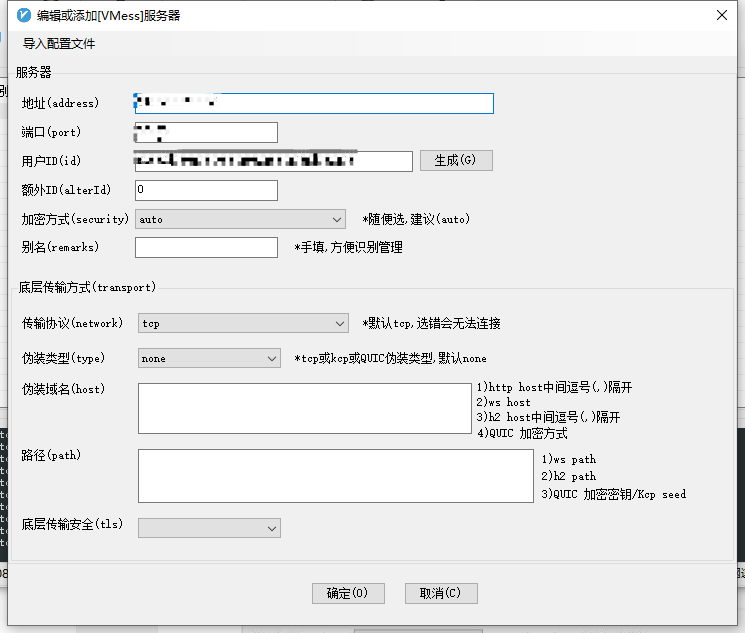 编辑或添加[VMess]服务器
导入配置文件
服务器
地址(address)
端口(port)
用户ID(id)
生成(G)
额外ID(alterId)
0
加密方式(security)
auto
*随便选,建议(auto)
别名(remarks)
*手填,方便识别管理
底层传输方式(transport)
传输协议(network)
tcp
*默认tcp,选错会无法连接
伪装类型(type)
none
*tcp或kcp或QUIC伪装类型,默认none
伪装域名(host)
1)http host中间逗号(,)隔开
2)ws host
3)h2 host中间逗号(,)隔开
4)QUIC 加密方式
路径(path)
1)ws path
2)h2 path
3)QUIC 加密密钥/Kcp seed
底层传输安全(tls)
确定(O)
取消(C)